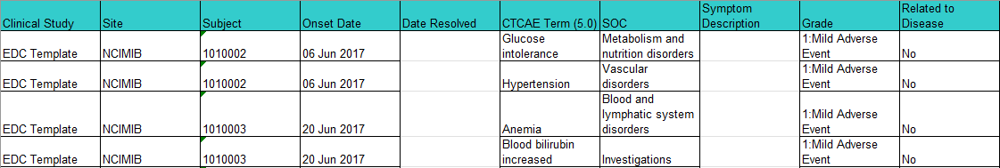 Clinical Study Site Subject Onset Date Date Resolved CTCAE Term (5.0) SOC Symptom Description Grade Related to Disease
EDC Template NCIMIB 1010002 06 Jun 2017 Glucose intolerance Metabolism and nutrition disorders 1:Mild Adverse Event No
EDC Template NCIMIB 1010002 06 Jun 2017 Hypertension Vascular disorders 1:Mild Adverse Event No
EDC Template NCIMIB 1010003 20 Jun 2017 Anemia Blood and lymphatic system disorders 1:Mild Adverse Event No
EDC Template NCIMIB 1010003 20 Jun 2017 Blood bilirubin increased Investigations 1:Mild Adverse Event No